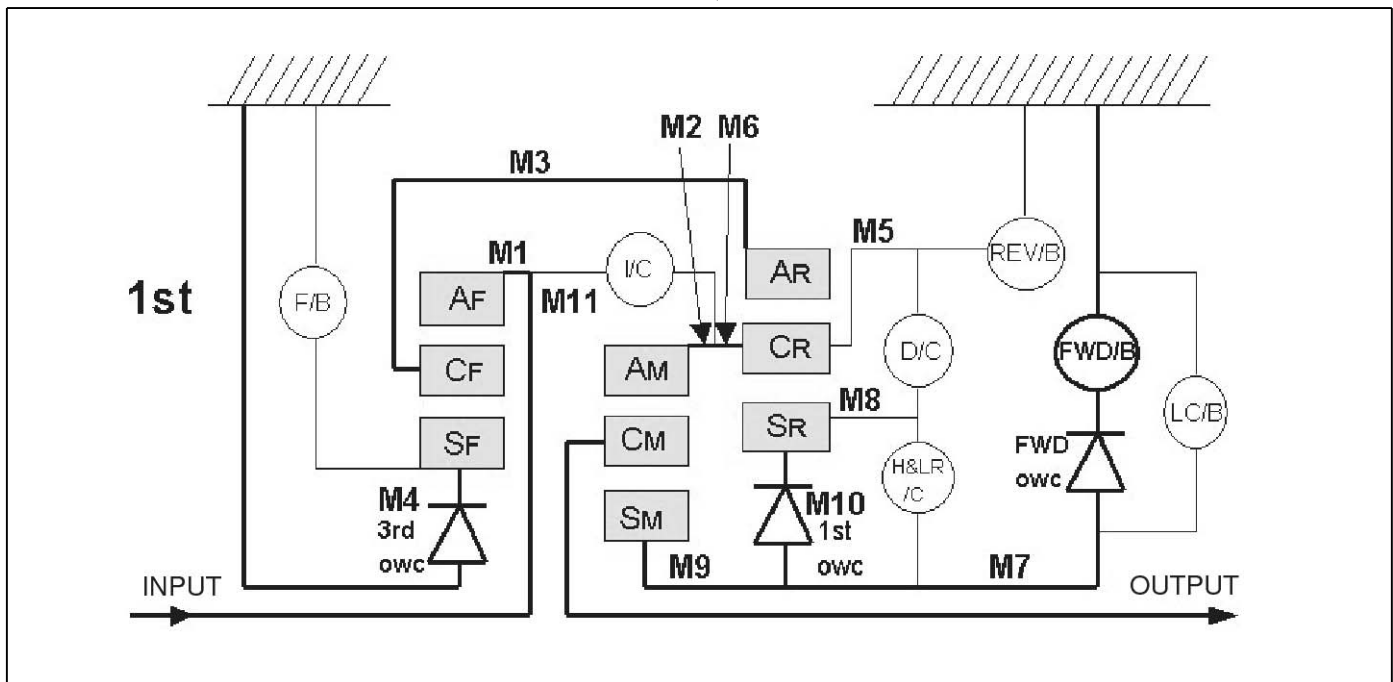 M2 M6
M3
M5
REV/B
M1
I/C
AR
1st
F/B
AF
M11
CR
D/C
FWD/B
CF
AM
M8
LC/B
SF
CM
SR
FWD
owc
H&LR
/C
M4
3rd
owc
SM
M10
1st
owc
M9
M7
INPUT
OUTPUT